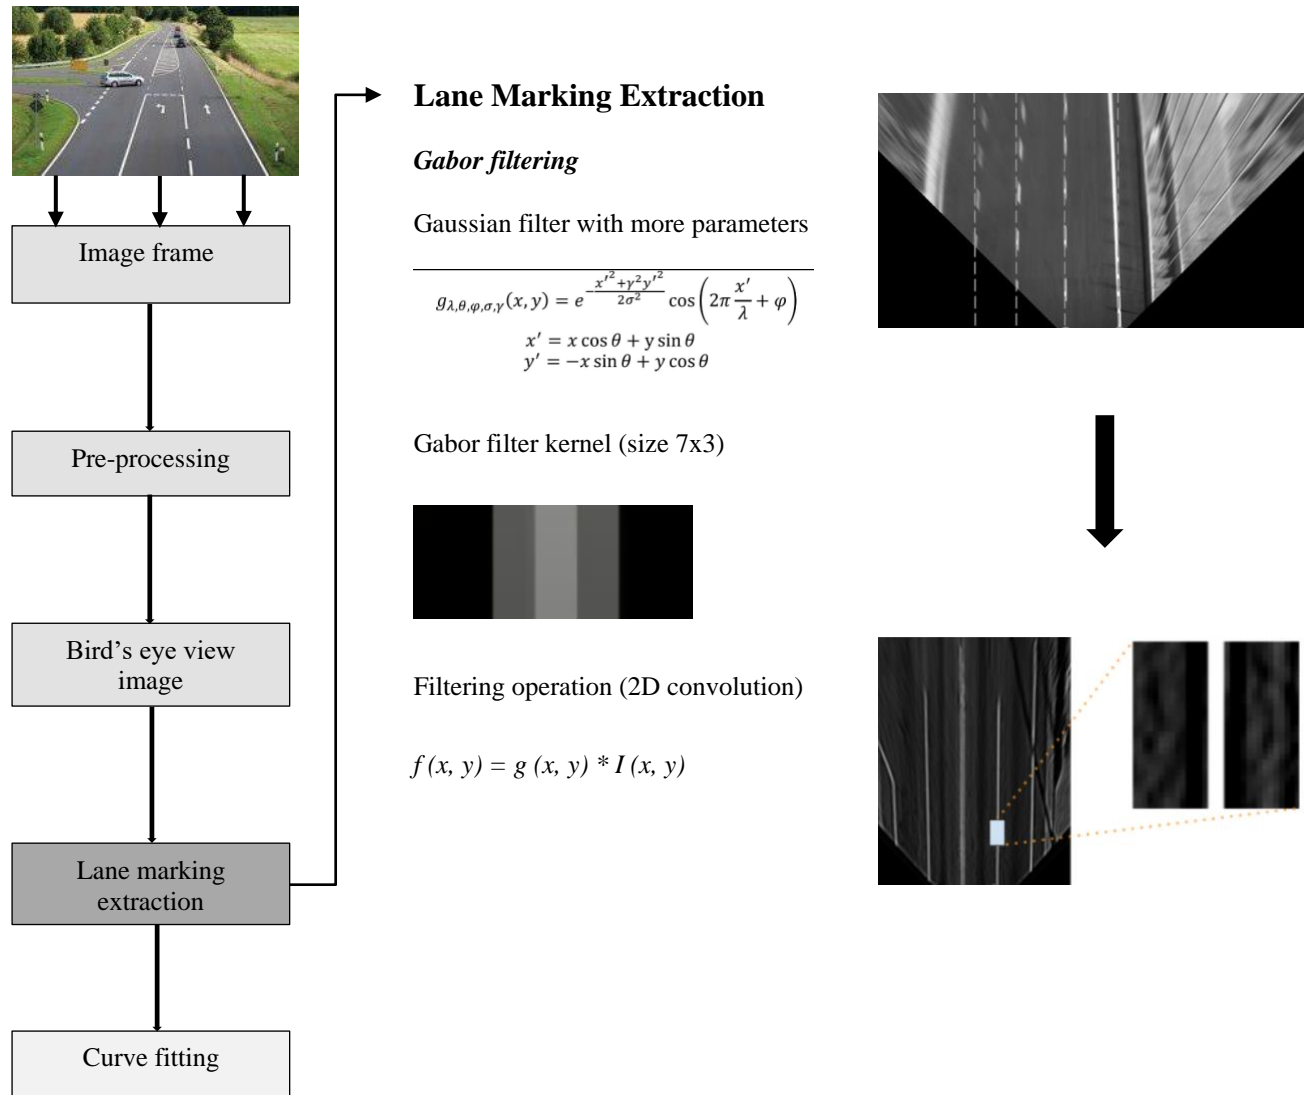 Image frame
Pre-processing
Bird’s eye view
image
Lane marking
extraction
Curve fitting
Lane Marking Extraction
Gabor filtering
Gaussian filter with more parameters
g_{λ,θ,φ,σ,γ}(x, y) = e^{-\frac{x'^2+γ^2y'^2}{2σ^2}} cos(2π\frac{x'}{λ} + φ)
x′ = x cos θ + y sin θ
y′ = −x sin θ + y cos θ
Gabor filter kernel (size 7x3)
Filtering operation (2D convolution)
f (x, y) = g (x, y) * I (x, y)